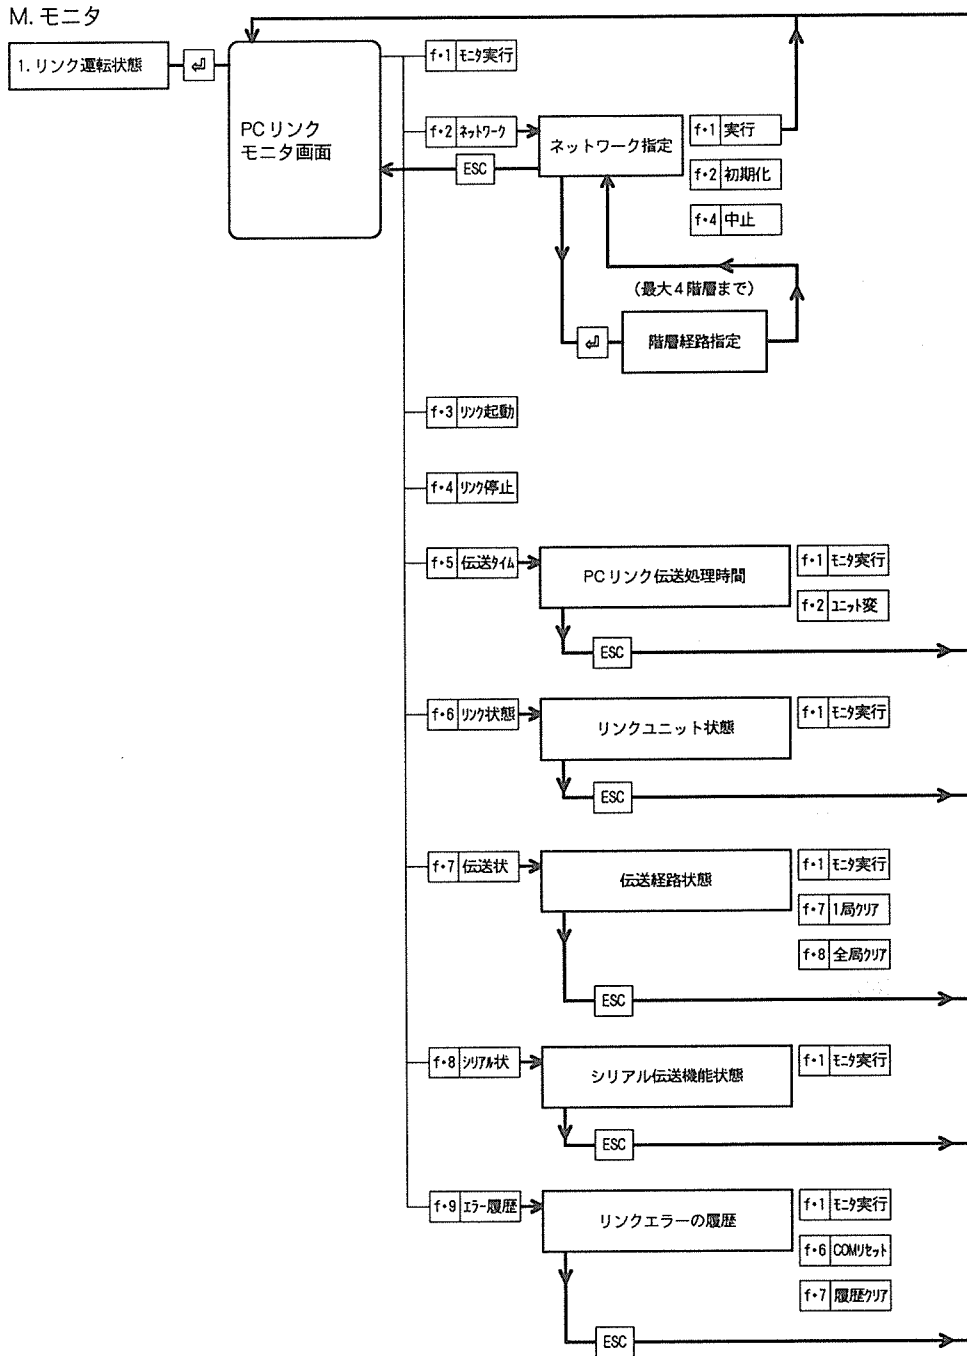 M. モニタ
1. リンク運転状態
PCリンク
モニタ画面
f・1 モニタ実行
f・2 ネットワーク
ESC
ネットワーク指定
f・1 実行
f・2 初期化
f・4 中止
(最大4階層まで)
階層経路指定
f・3 リンク起動
f・4 リンク停止
f・5 伝送タイム
PCリンク伝送処理時間
f・1 モニタ実行
f・2 ユニット変
ESC
f・6 リンク状態
リンクユニット状態
f・1 モニタ実行
ESC
f・7 伝送状
伝送経路状態
f・1 モニタ実行
f・7 1局クリア
f・8 全局クリア
ESC
f・8 シリアル状
シリアル伝送機能状態
f・1 モニタ実行
ESC
f・9 エラー履歴
リンクエラーの履歴
f・1 モニタ実行
f・6 COMリセット
f・7 履歴クリア
ESC